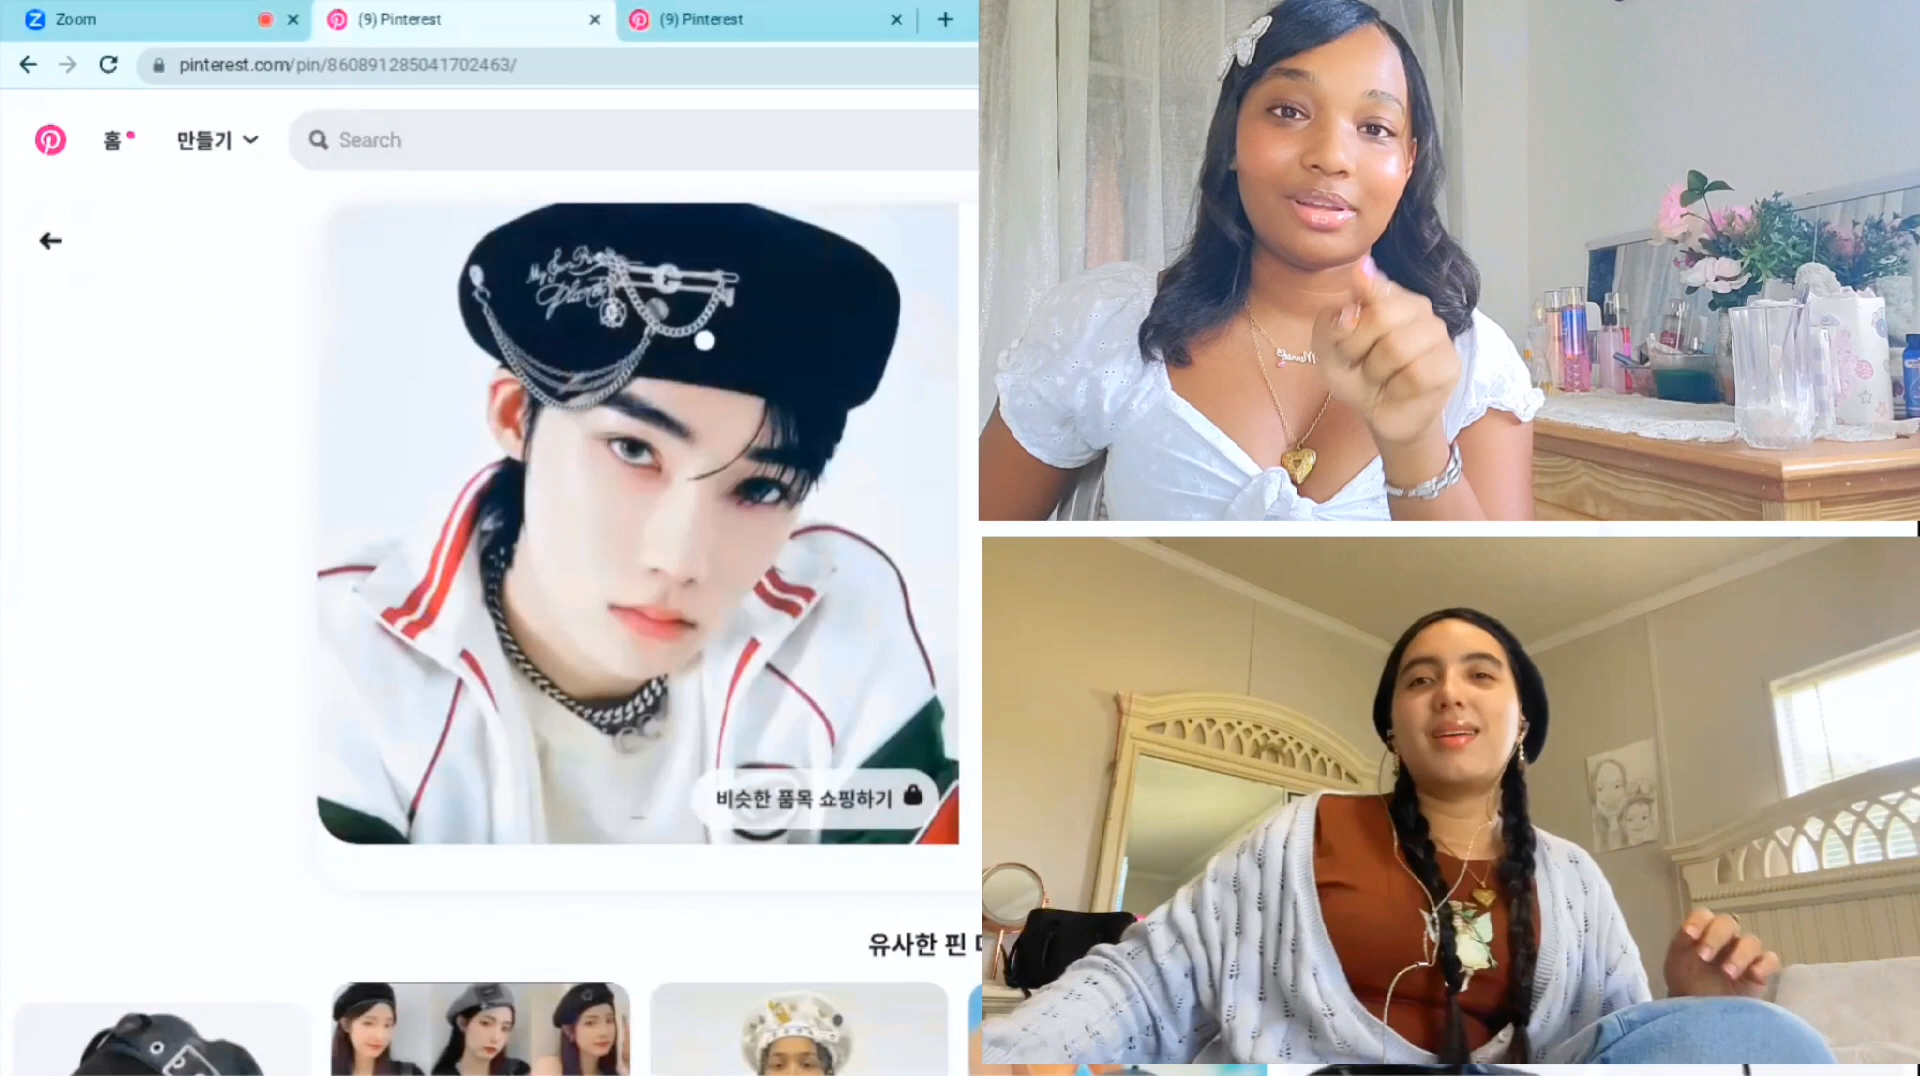 Zoom
(9) Pinterest
(9) Pinterest
pinterest.com/pin/860891285041702463/
홈
만들기
Search
비슷한 품목 쇼핑하기
유사한 핀